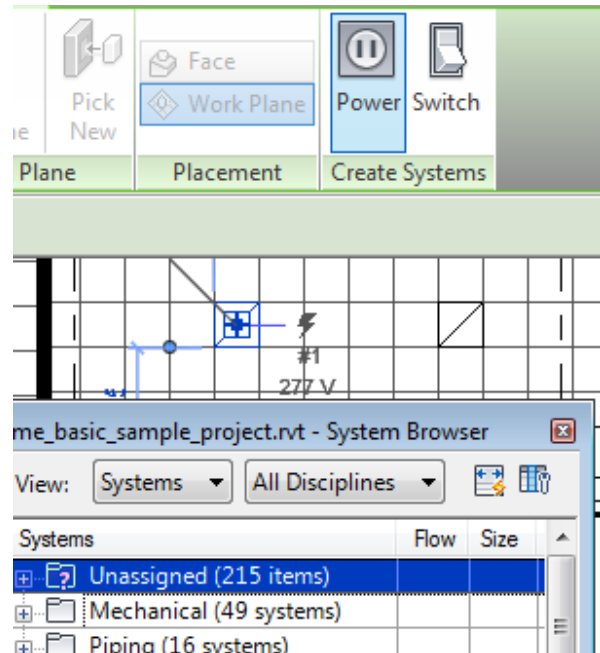 Face
Pick
New
Work Plane
Power
Switch
Plane
Placement
Create Systems
#1
277 V
me_basic_sample_project.rvt - System Browser
View:
Systems
All Disciplines
Systems
Flow
Size
Unassigned (215 items)
Mechanical (49 systems)
Piping (16 systems)